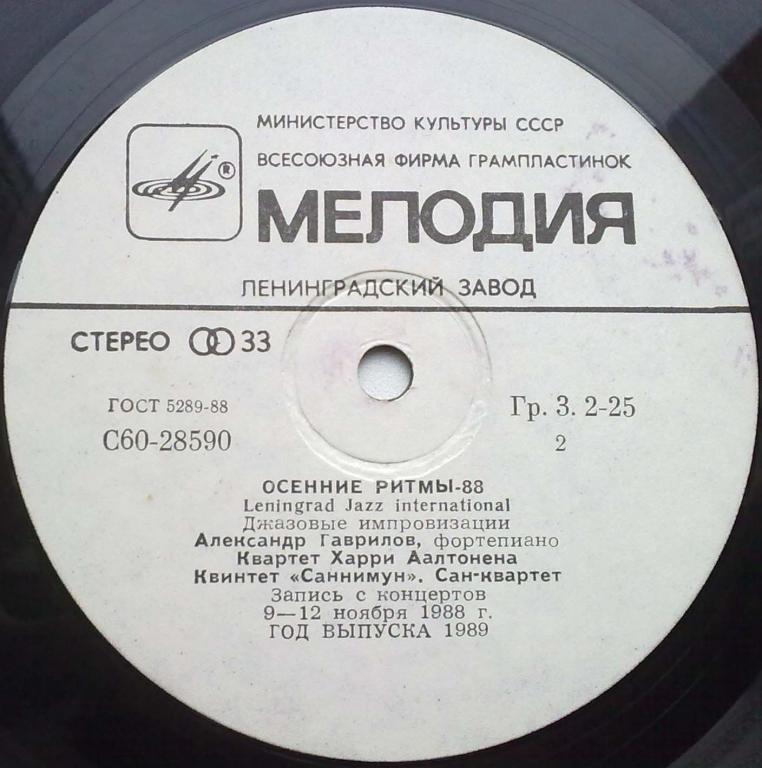 МИНИСТЕРСТВО КУЛЬТУРЫ СССР
ВСЕСОЮЗНАЯ ФИРМА ГРАМПЛАСТИНОК
®
МЕЛОДИЯ
ЛЕНИНГРАДСКИЙ ЗАВОД
СТЕРЕО 33
ГОСТ 5289-88
Гр. 3. 2-25
С60-28590
2
ОСЕННИЕ РИТМЫ-88
Leningrad Jazz international
Джазовые импровизации
Александр Гаврилов, фортепиано
Квартет Харри Аалтонена
Квинтет «Саннимун». Сан-квартет
Запись с концертов
9—12 ноября 1988 г.
ГОД ВЫПУСКА 1989